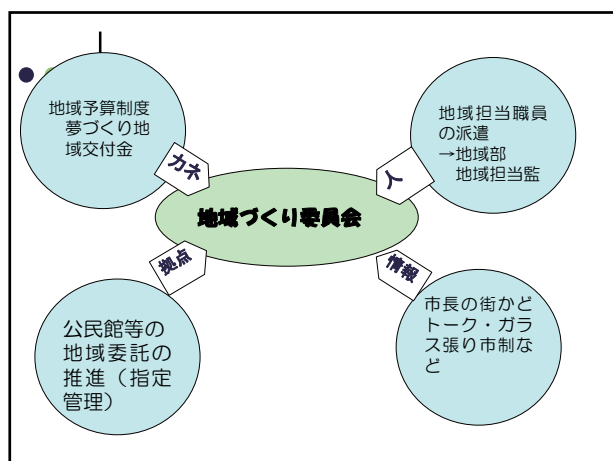 地域予算制度
夢づくり地
域交付金
カネ
地域担当職員
の派遣
→地域部
地域担当監
人
地域づくり委員会
拠点
公民館等の
地域委託の
推進（指定
管理）
情報
市長の街かど
トーク・ガラ
ス張り市制な
ど